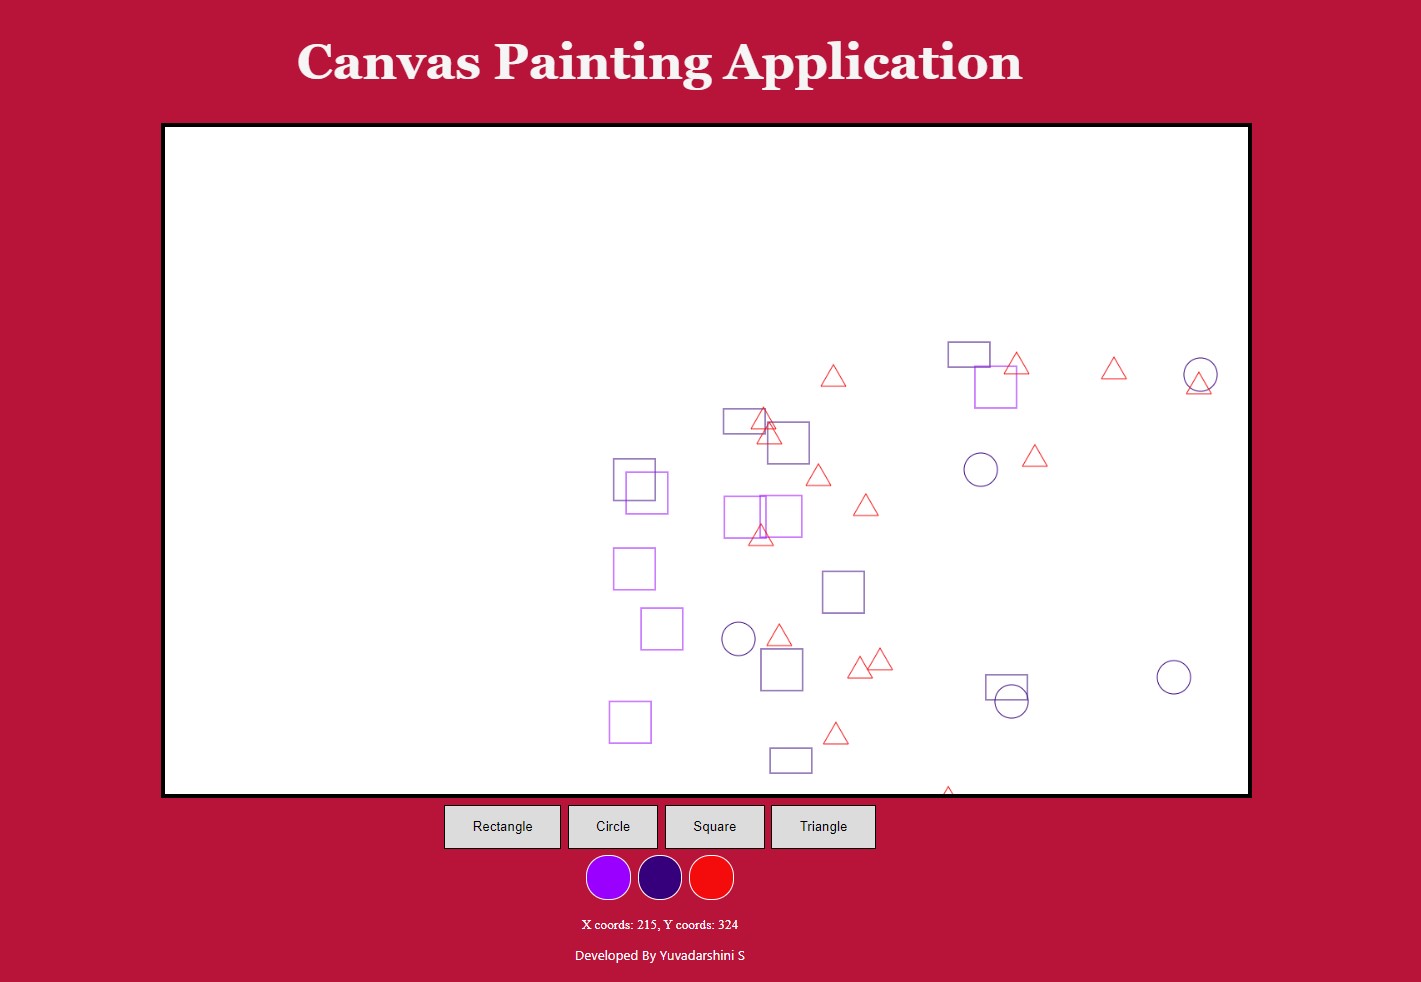 Canvas Painting Application
Rectangle Circle Square Triangle
X coords: 215, Y coords: 324
Developed By Yuvadarshini S